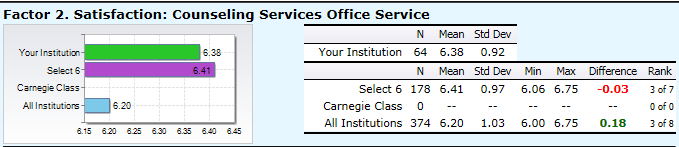 Factor 2. Satisfaction: Counseling Services Office Service
Your Institution 6.38
Select 6 6.41
Carnegie Class
All Institutions 6.20
6.15 6.20 6.25 6.30 6.35 6.40 6.45
N Mean Std Dev
Your Institution 64 6.38 0.92
N Mean Std Dev Min Max Difference Rank
Select 6 178 6.41 0.97 6.06 6.75 -0.03 3 of 7
Carnegie Class 0 -- -- -- -- -- 0 of 0
All Institutions 374 6.20 1.03 6.00 6.75 0.18 3 of 8